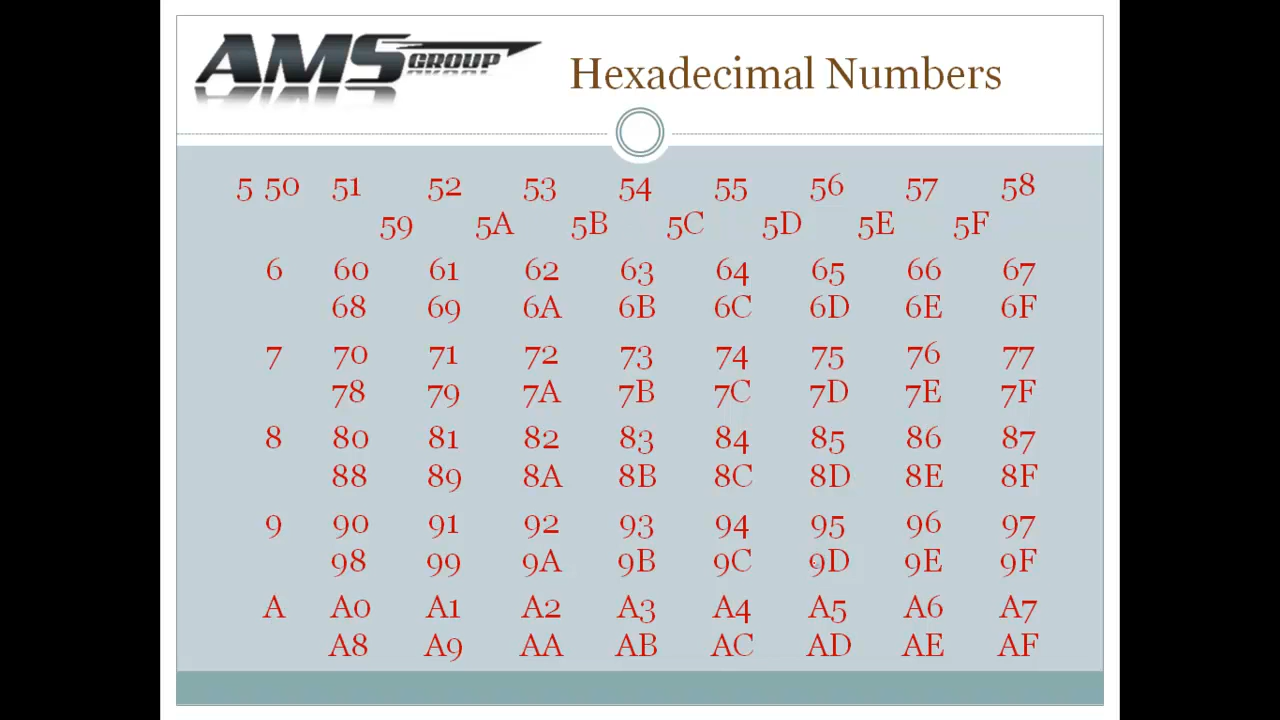 AMS GROUP
Hexadecimal Numbers
5 50 51 52 53 54 55 56 57 58
59 5A 5B 5C 5D 5E 5F
6 60 61 62 63 64 65 66 67
68 69 6A 6B 6C 6D 6E 6F
7 70 71 72 73 74 75 76 77
78 79 7A 7B 7C 7D 7E 7F
8 80 81 82 83 84 85 86 87
88 89 8A 8B 8C 8D 8E 8F
9 90 91 92 93 94 95 96 97
98 99 9A 9B 9C 9D 9E 9F
A A0 A1 A2 A3 A4 A5 A6 A7
A8 A9 AA AB AC AD AE AF